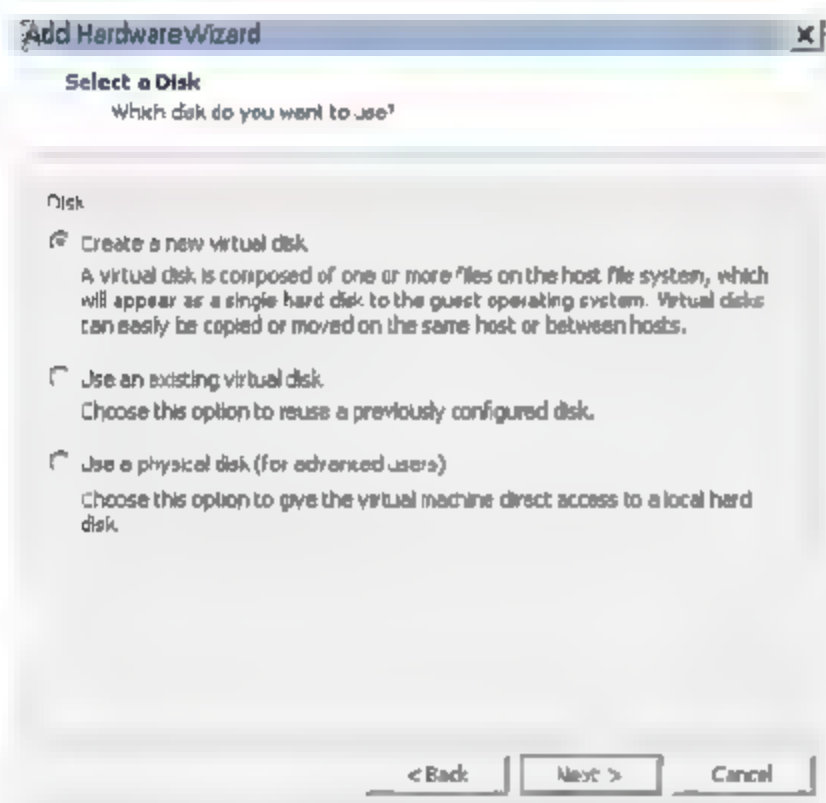 Add Hardware Wizard
Select a Disk
Which disk do you want to use?
Disk
Create a new virtual disk
A virtual disk is composed of one or more files on the host file system, which
will appear as a single hard disk to the guest operating system. Virtual disks
can easily be copied or moved on the same host or between hosts.
Use an existing virtual disk
Choose this option to reuse a previously configured disk.
Use a physical disk (for advanced users)
Choose this option to give the virtual machine direct access to a local hard
disk.
< Back Next > Cancel